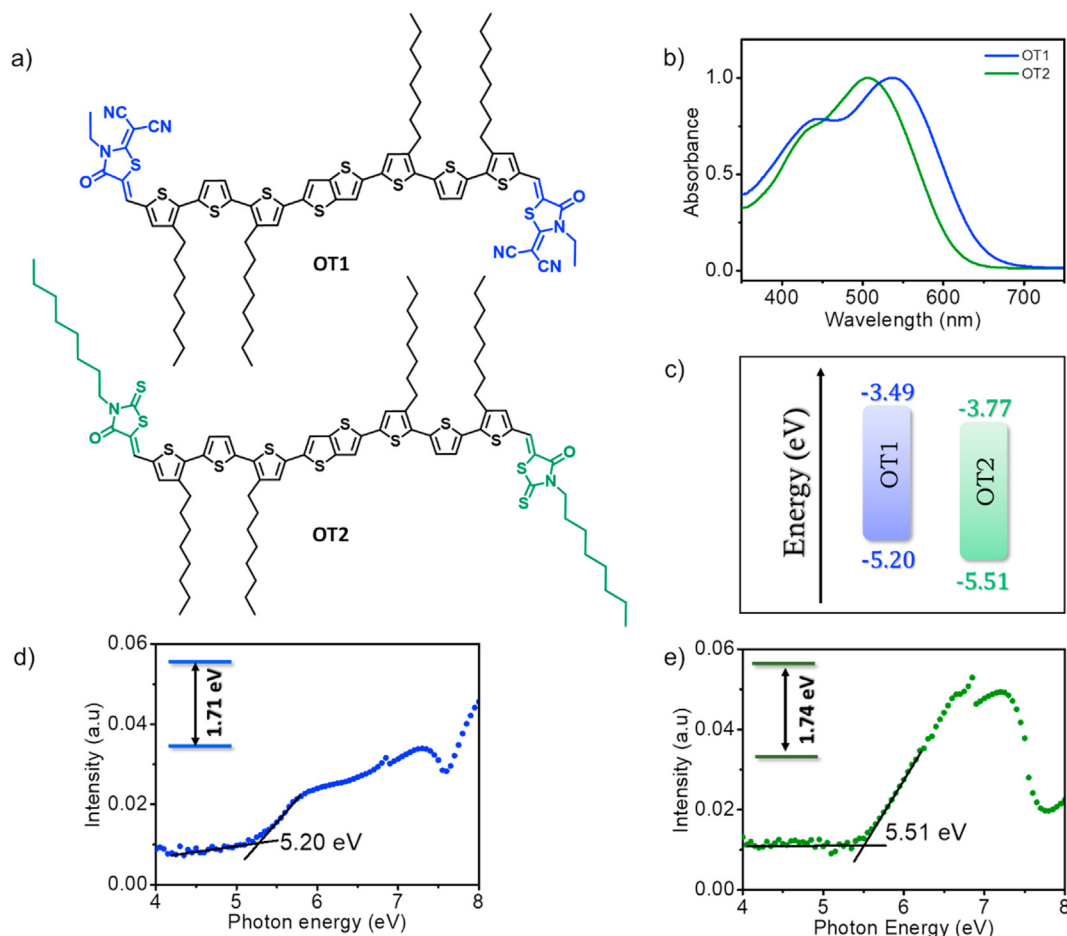 a)
CN
CN
N
S
O
S
S
S
S
S
S
S
S
O
S
N
NC
CN
OT1
S
N
S
O
S
S
S
S
S
S
S
S
O
S
N
S
OT2
b)
OT1
OT2
Absorbance
1.0
0.5
0.0
400 500 600 700
Wavelength (nm)
c)
Energy (eV)
-3.49
OT1
-5.20
-3.77
OT2
-5.51
d)
Intensity (a.u)
0.06
0.04
0.02
0.00
1.71 eV
5.20 eV
4 5 6 7 8
Photon energy (eV)
e)
Intensity (a.u)
0.06
0.04
0.02
0.00
1.74 eV
5.51 eV
4 5 6 7 8
Photon Energy (eV)